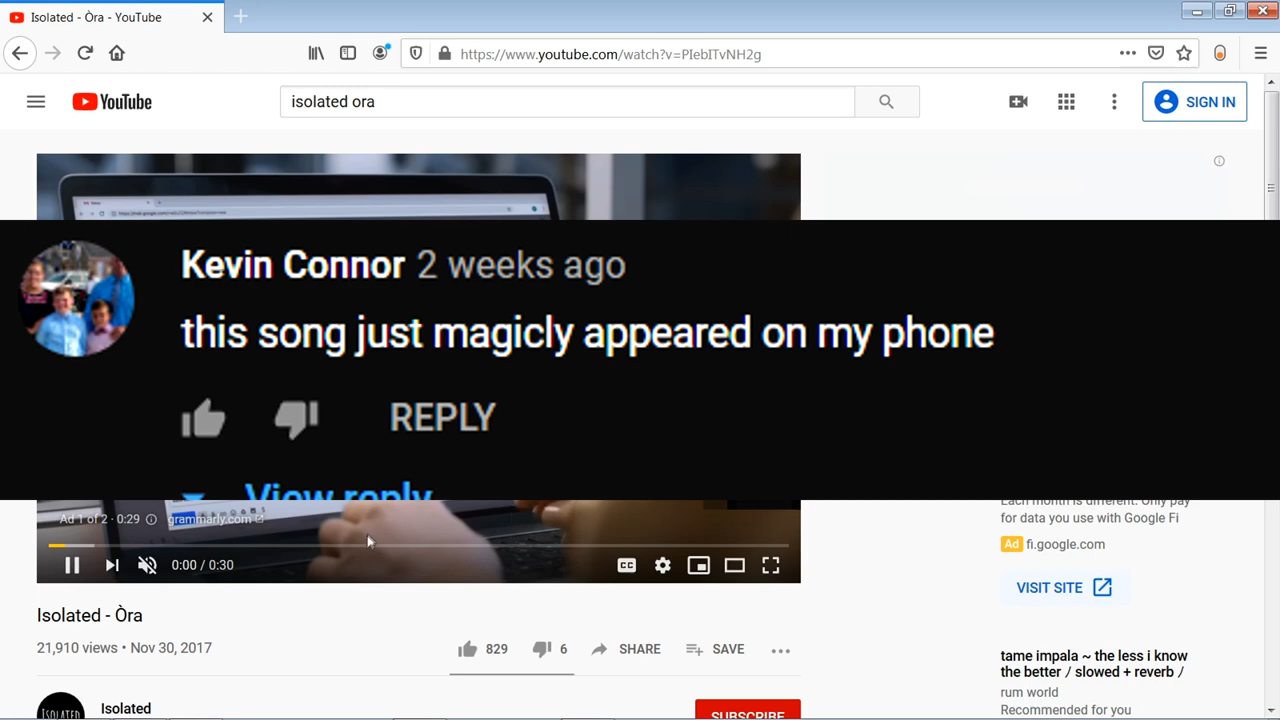 Isolated - Òra - YouTube
https://www.youtube.com/watch?v=PIebITvNH2g
YouTube
isolated ora
SIGN IN
Kevin Connor 2 weeks ago
this song just magicly appeared on my phone
REPLY
View reply
Each month is different. Only pay
for data you use with Google Fi
Ad fi.google.com
VISIT SITE
Ad 1 of 2 · 0:29
grammarly.com
0:00 / 0:30
CC
Isolated - Òra
21,910 views • Nov 30, 2017
829
6
SHARE
SAVE
tame impala ~ the less i know
the better / slowed + reverb /
rum world
Recommended for you
ISOLATED
Isolated
SUBSCRIBE